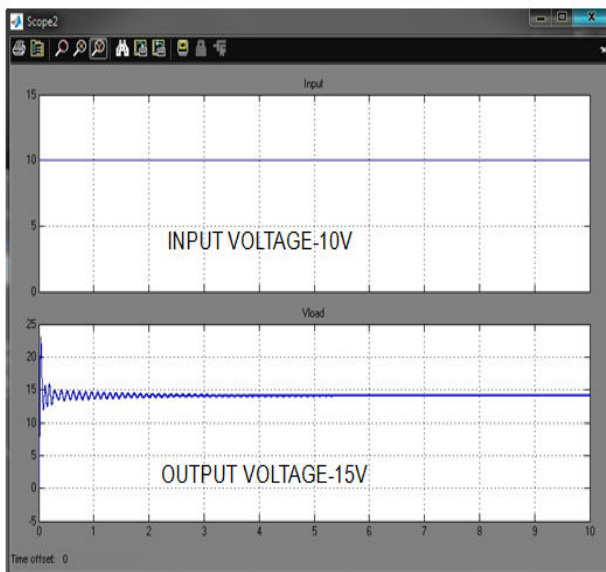 Scope2
Input
15
10
5
0
INPUT VOLTAGE-10V
Vload
25
20
15
10
5
0
-5
OUTPUT VOLTAGE-15V
0 1 2 3 4 5 6 7 8 9 10
Time offset: 0